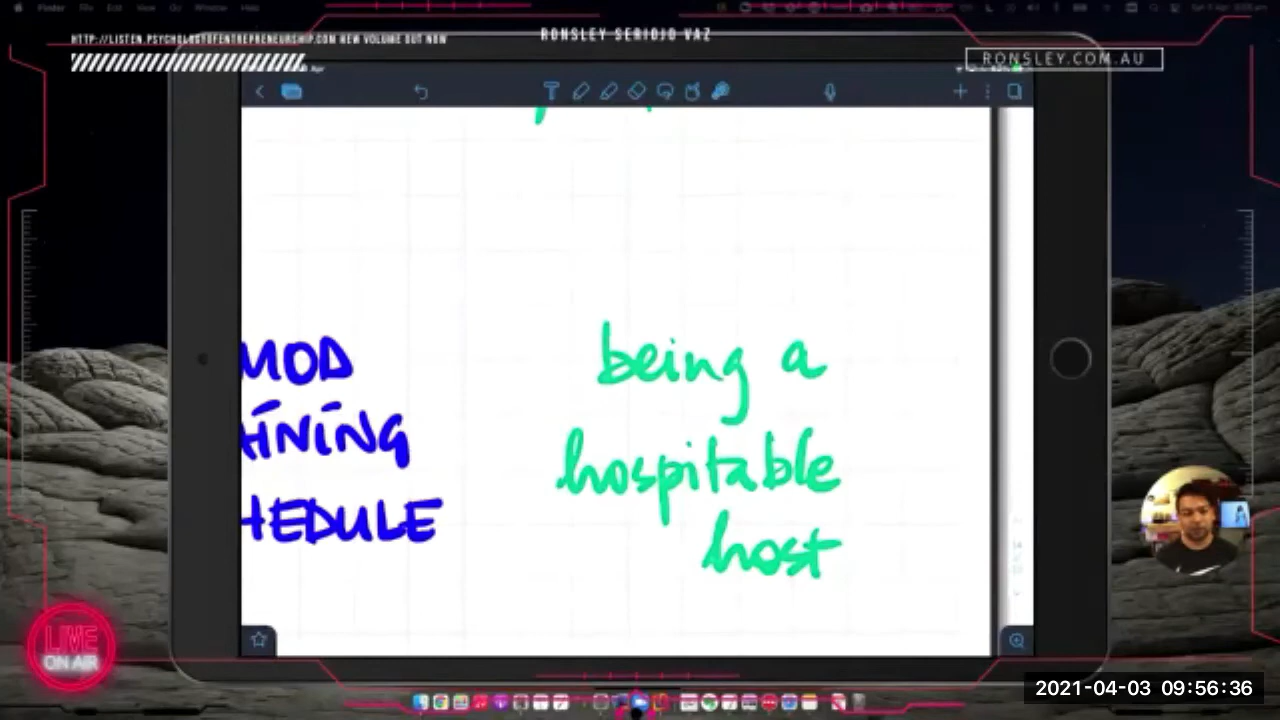 HTTP://LISTEN.PSYCHOLOGYOFENTREPRENEURSHIP.COM NEW VOLUME OUT NOW
RONSLEY SERIOJO VAZ
RONSLEY.COM.AU
MOD
AINING
HEDULE
being a
hospitable
host
LIVE
ON AIR
2021-04-03 09:56:36